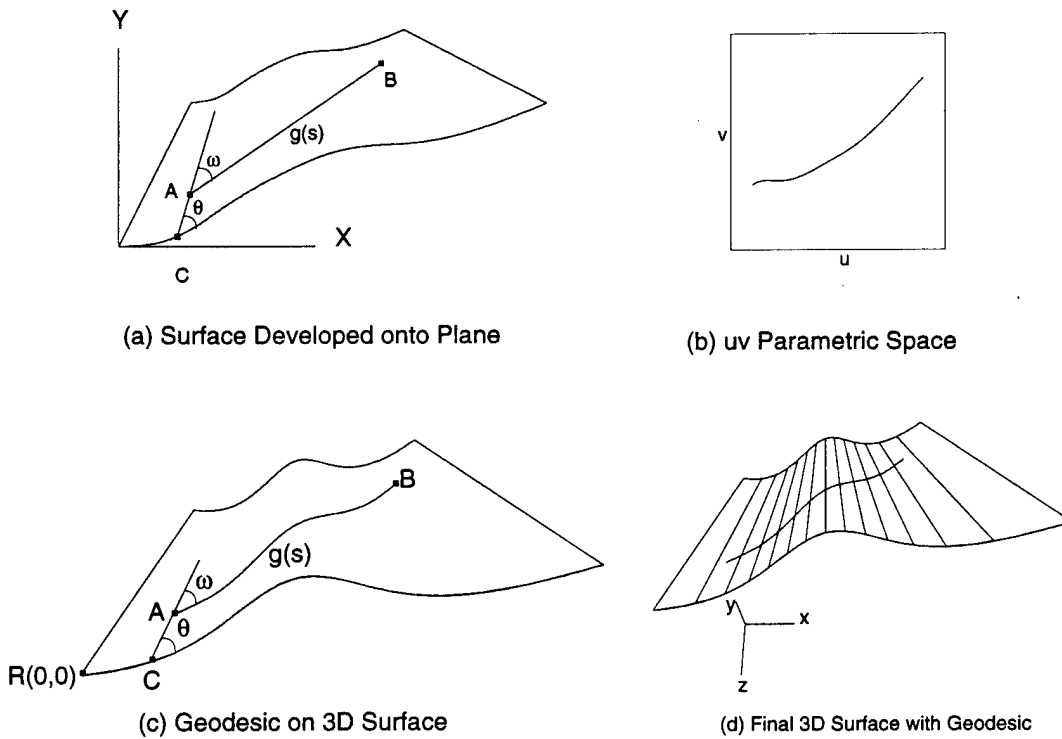 Y
B
g(s)
ω
A
θ
X
C
(a) Surface Developed onto Plane
v
u
(b) uv Parametric Space
B
g(s)
ω
A
θ
R(0,0)
C
(c) Geodesic on 3D Surface
y
x
z
(d) Final 3D Surface with Geodesic